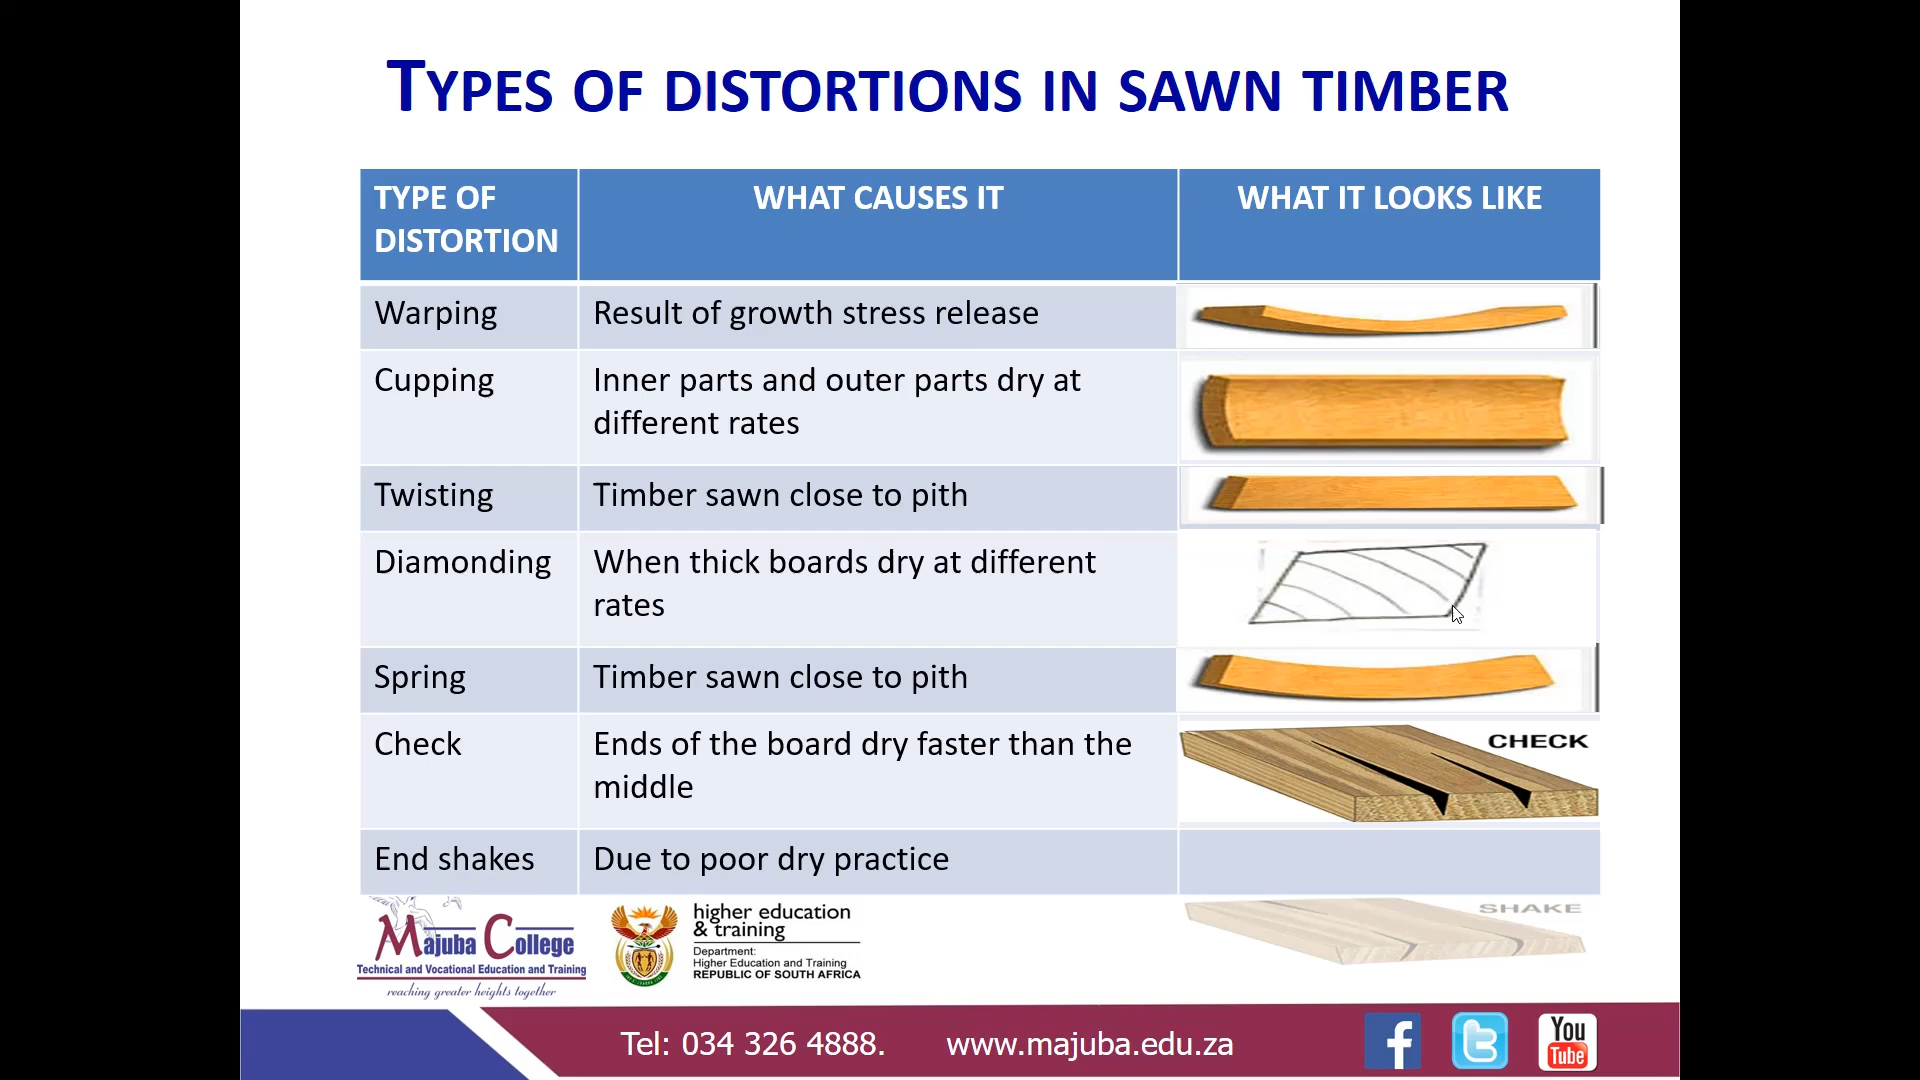 TYPES OF DISTORTIONS IN SAWN TIMBER
TYPE OF
DISTORTION
WHAT CAUSES IT
WHAT IT LOOKS LIKE
Warping
Result of growth stress release
Cupping
Inner parts and outer parts dry at
different rates
Twisting
Timber sawn close to pith
Diamonding
When thick boards dry at different
rates
Spring
Timber sawn close to pith
Check
Ends of the board dry faster than the
middle
CHECK
End shakes
Due to poor dry practice
SHAKE
Majuba College
Technical and Vocational Education and Training
reaching greater heights together
higher education
& training
Department:
Higher Education and Training
REPUBLIC OF SOUTH AFRICA
Tel: 034 326 4888.
www.majuba.edu.za
f
t
You
Tube